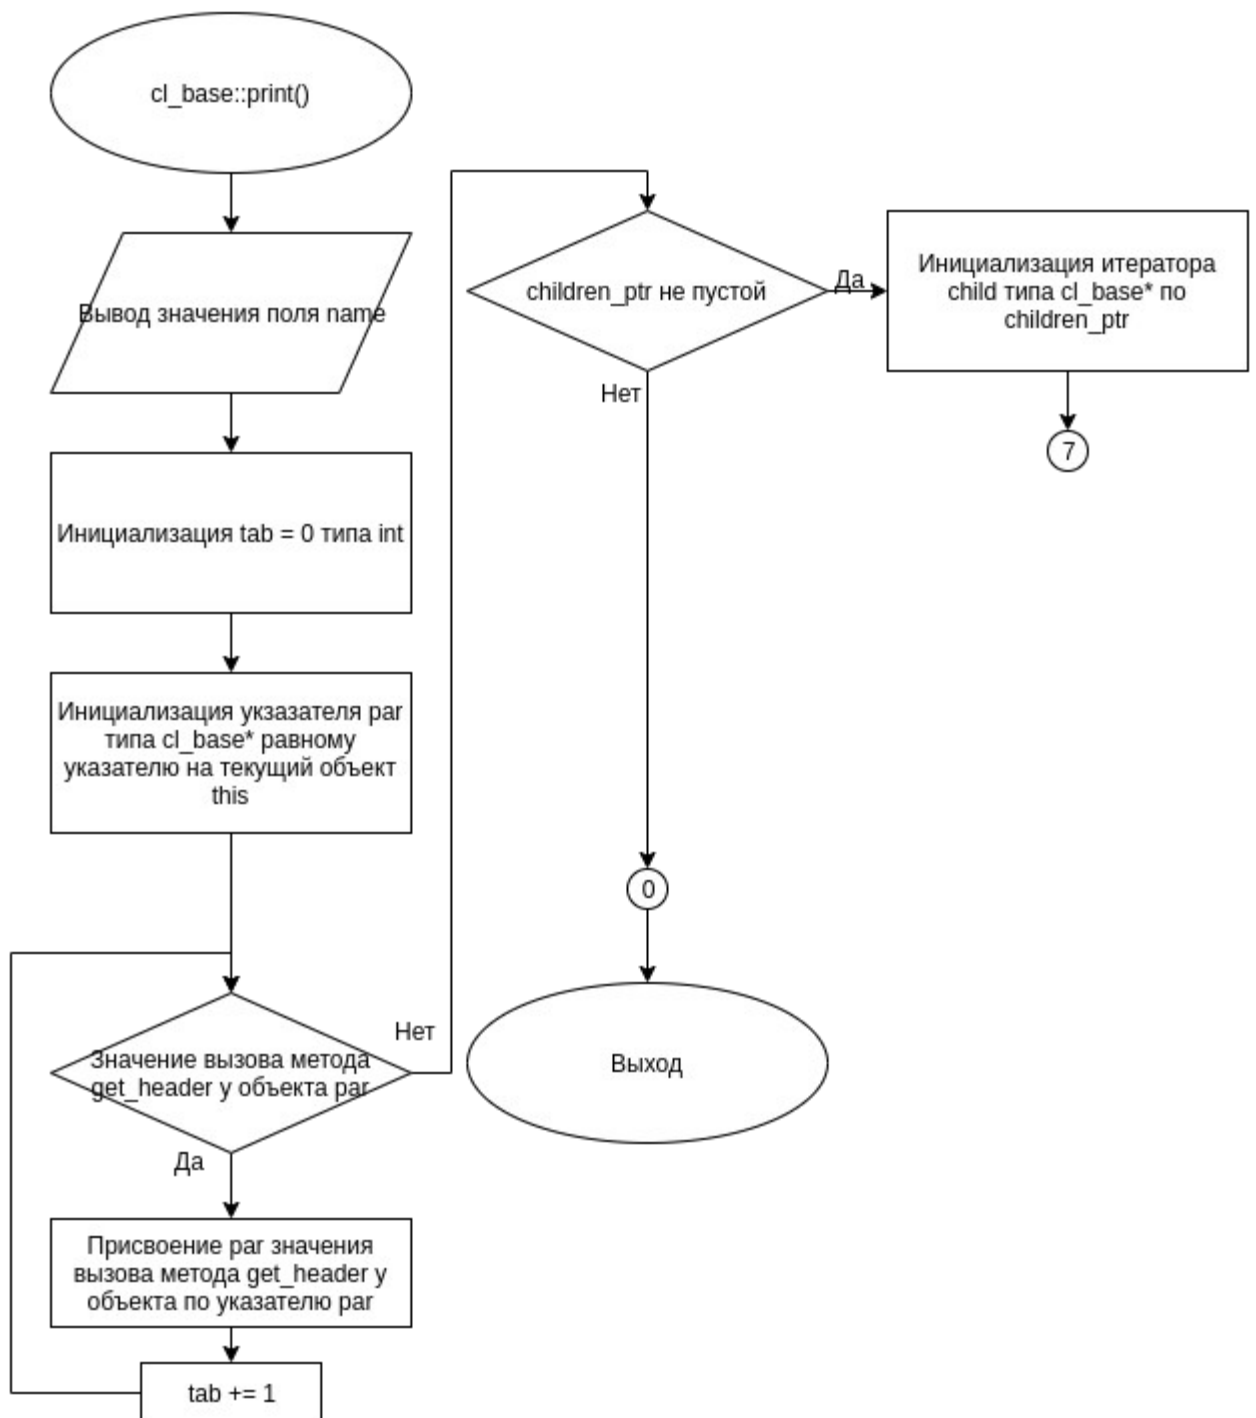 cl_base::print()
Вывод значения поля name
Инициализация tab = 0 типа int
Инициализация укзазателя par
типа cl_base* равному
указателю на текущий объект
this
Значение вызова метода
get_header у объекта par
Нет
Да
Присвоение par значения
вызова метода get_header у
объекта по указателю par
tab += 1
children_ptr не пустой
Да
Нет
Инициализация итератора
child типа cl_base* по
children_ptr
7
0
Выход